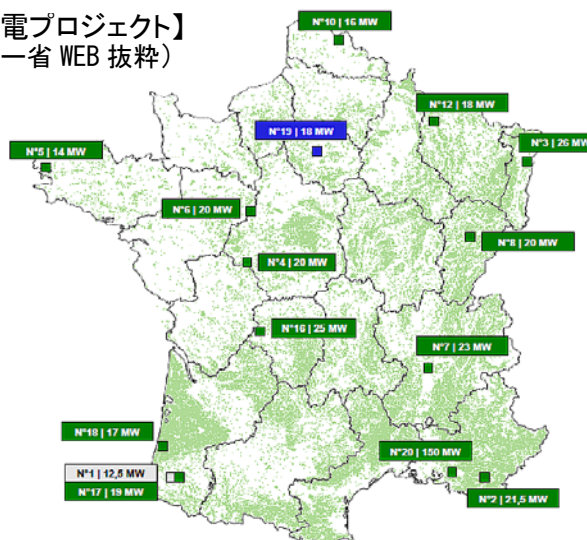 電プロジェクト】
ー省 WEB 抜粋）
N°10 | 16 MW
N°12 | 18 MW
N°19 | 18 MW
N°3 | 26 MW
N°5 | 14 MW
N°6 | 20 MW
N°8 | 20 MW
N°4 | 20 MW
N°16 | 25 MW
N°7 | 23 MW
N°18 | 17 MW
N°20 | 150 MW
N°1 | 12,5 MW
N°17 | 19 MW
N°2 | 21,5 MW